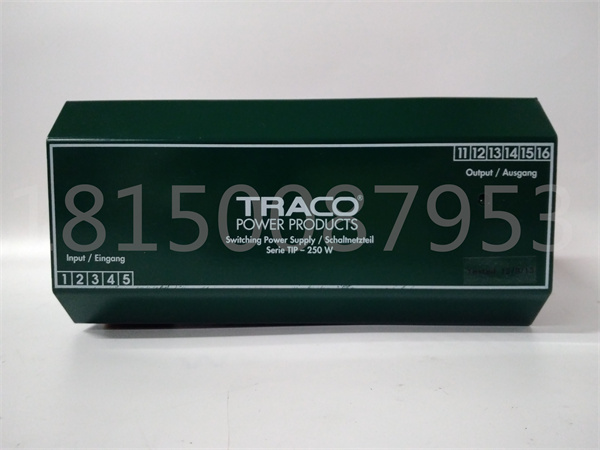 11 12 13 14 15 16
Output / Ausgang
TRACO®
POWER PRODUCTS
Switching Power Supply / Schaltnetzteil
Serie TIP – 250 W
Input / Eingang
1 2 3 4 5